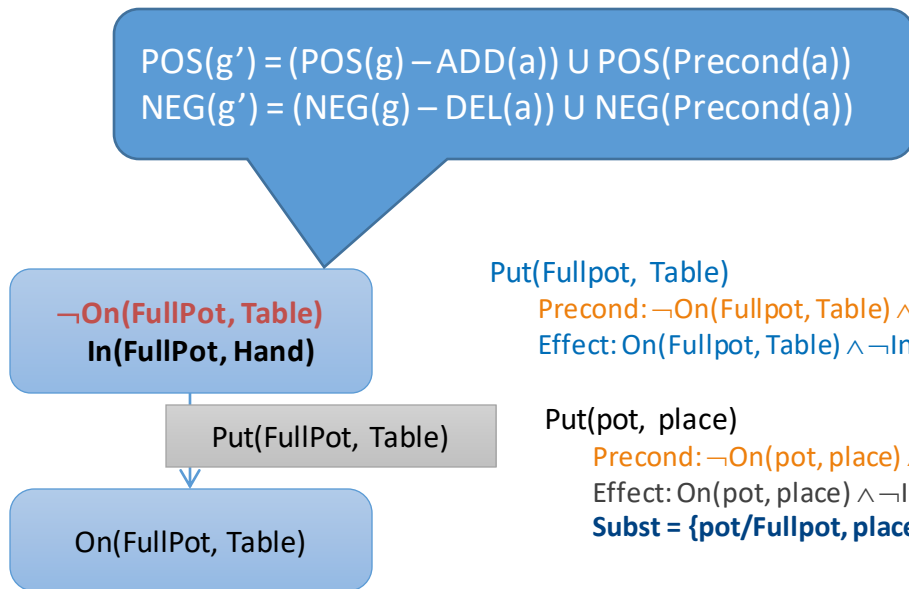 POS(g’) = (POS(g) – ADD(a)) U POS(Precond(a))
NEG(g’) = (NEG(g) – DEL(a)) U NEG(Precond(a))
¬On(FullPot, Table)
In(FullPot, Hand)
Put(FullPot, Table)
On(FullPot, Table)
Put(Fullpot, Table)
Precond: ¬On(Fullpot, Table) ∧
Effect: On(Fullpot, Table) ∧ ¬In
Put(pot, place)
Precond: ¬On(pot, place) ∧
Effect: On(pot, place) ∧ ¬I
Subst = {pot/Fullpot, place